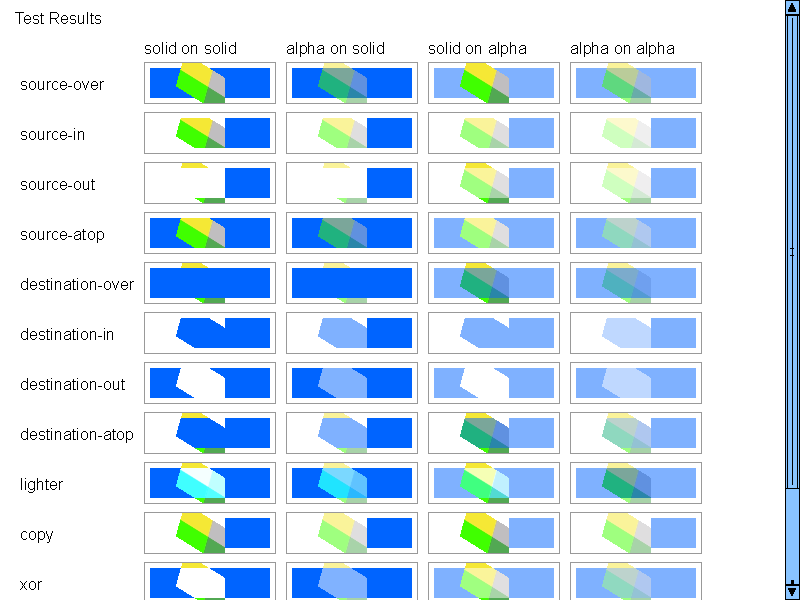 Test Results
solid on solid alpha on solid solid on alpha alpha on alpha
source-over
source-in
source-out
source-atop
destination-over
destination-in
destination-out
destination-atop
lighter
copy
xor